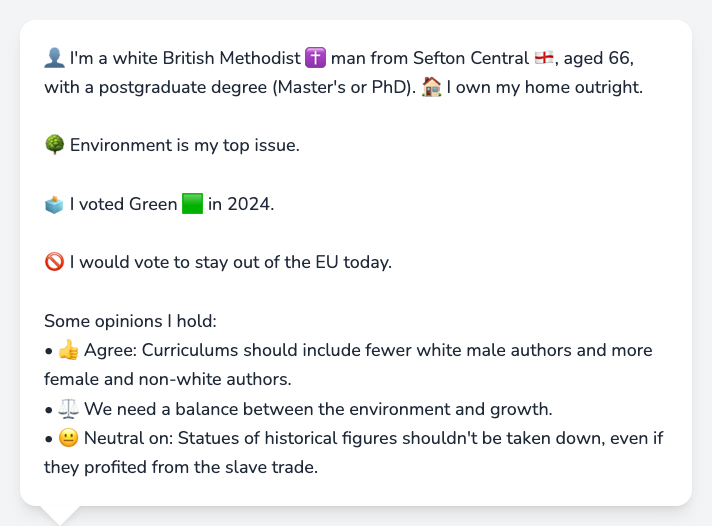 👤 I'm a white British Methodist ✝️ man from Sefton Central 🏴󠁧󠁢󠁥󠁮󠁧󠁿, aged 66,
with a postgraduate degree (Master's or PhD). 🏠 I own my home outright.
🌳 Environment is my top issue.
🗳️ I voted Green 🟩 in 2024.
🚫 I would vote to stay out of the EU today.
Some opinions I hold:
• 👍 Agree: Curriculums should include fewer white male authors and more
female and non-white authors.
• ⚖️ We need a balance between the environment and growth.
• 😐 Neutral on: Statues of historical figures shouldn't be taken down, even if
they profited from the slave trade.